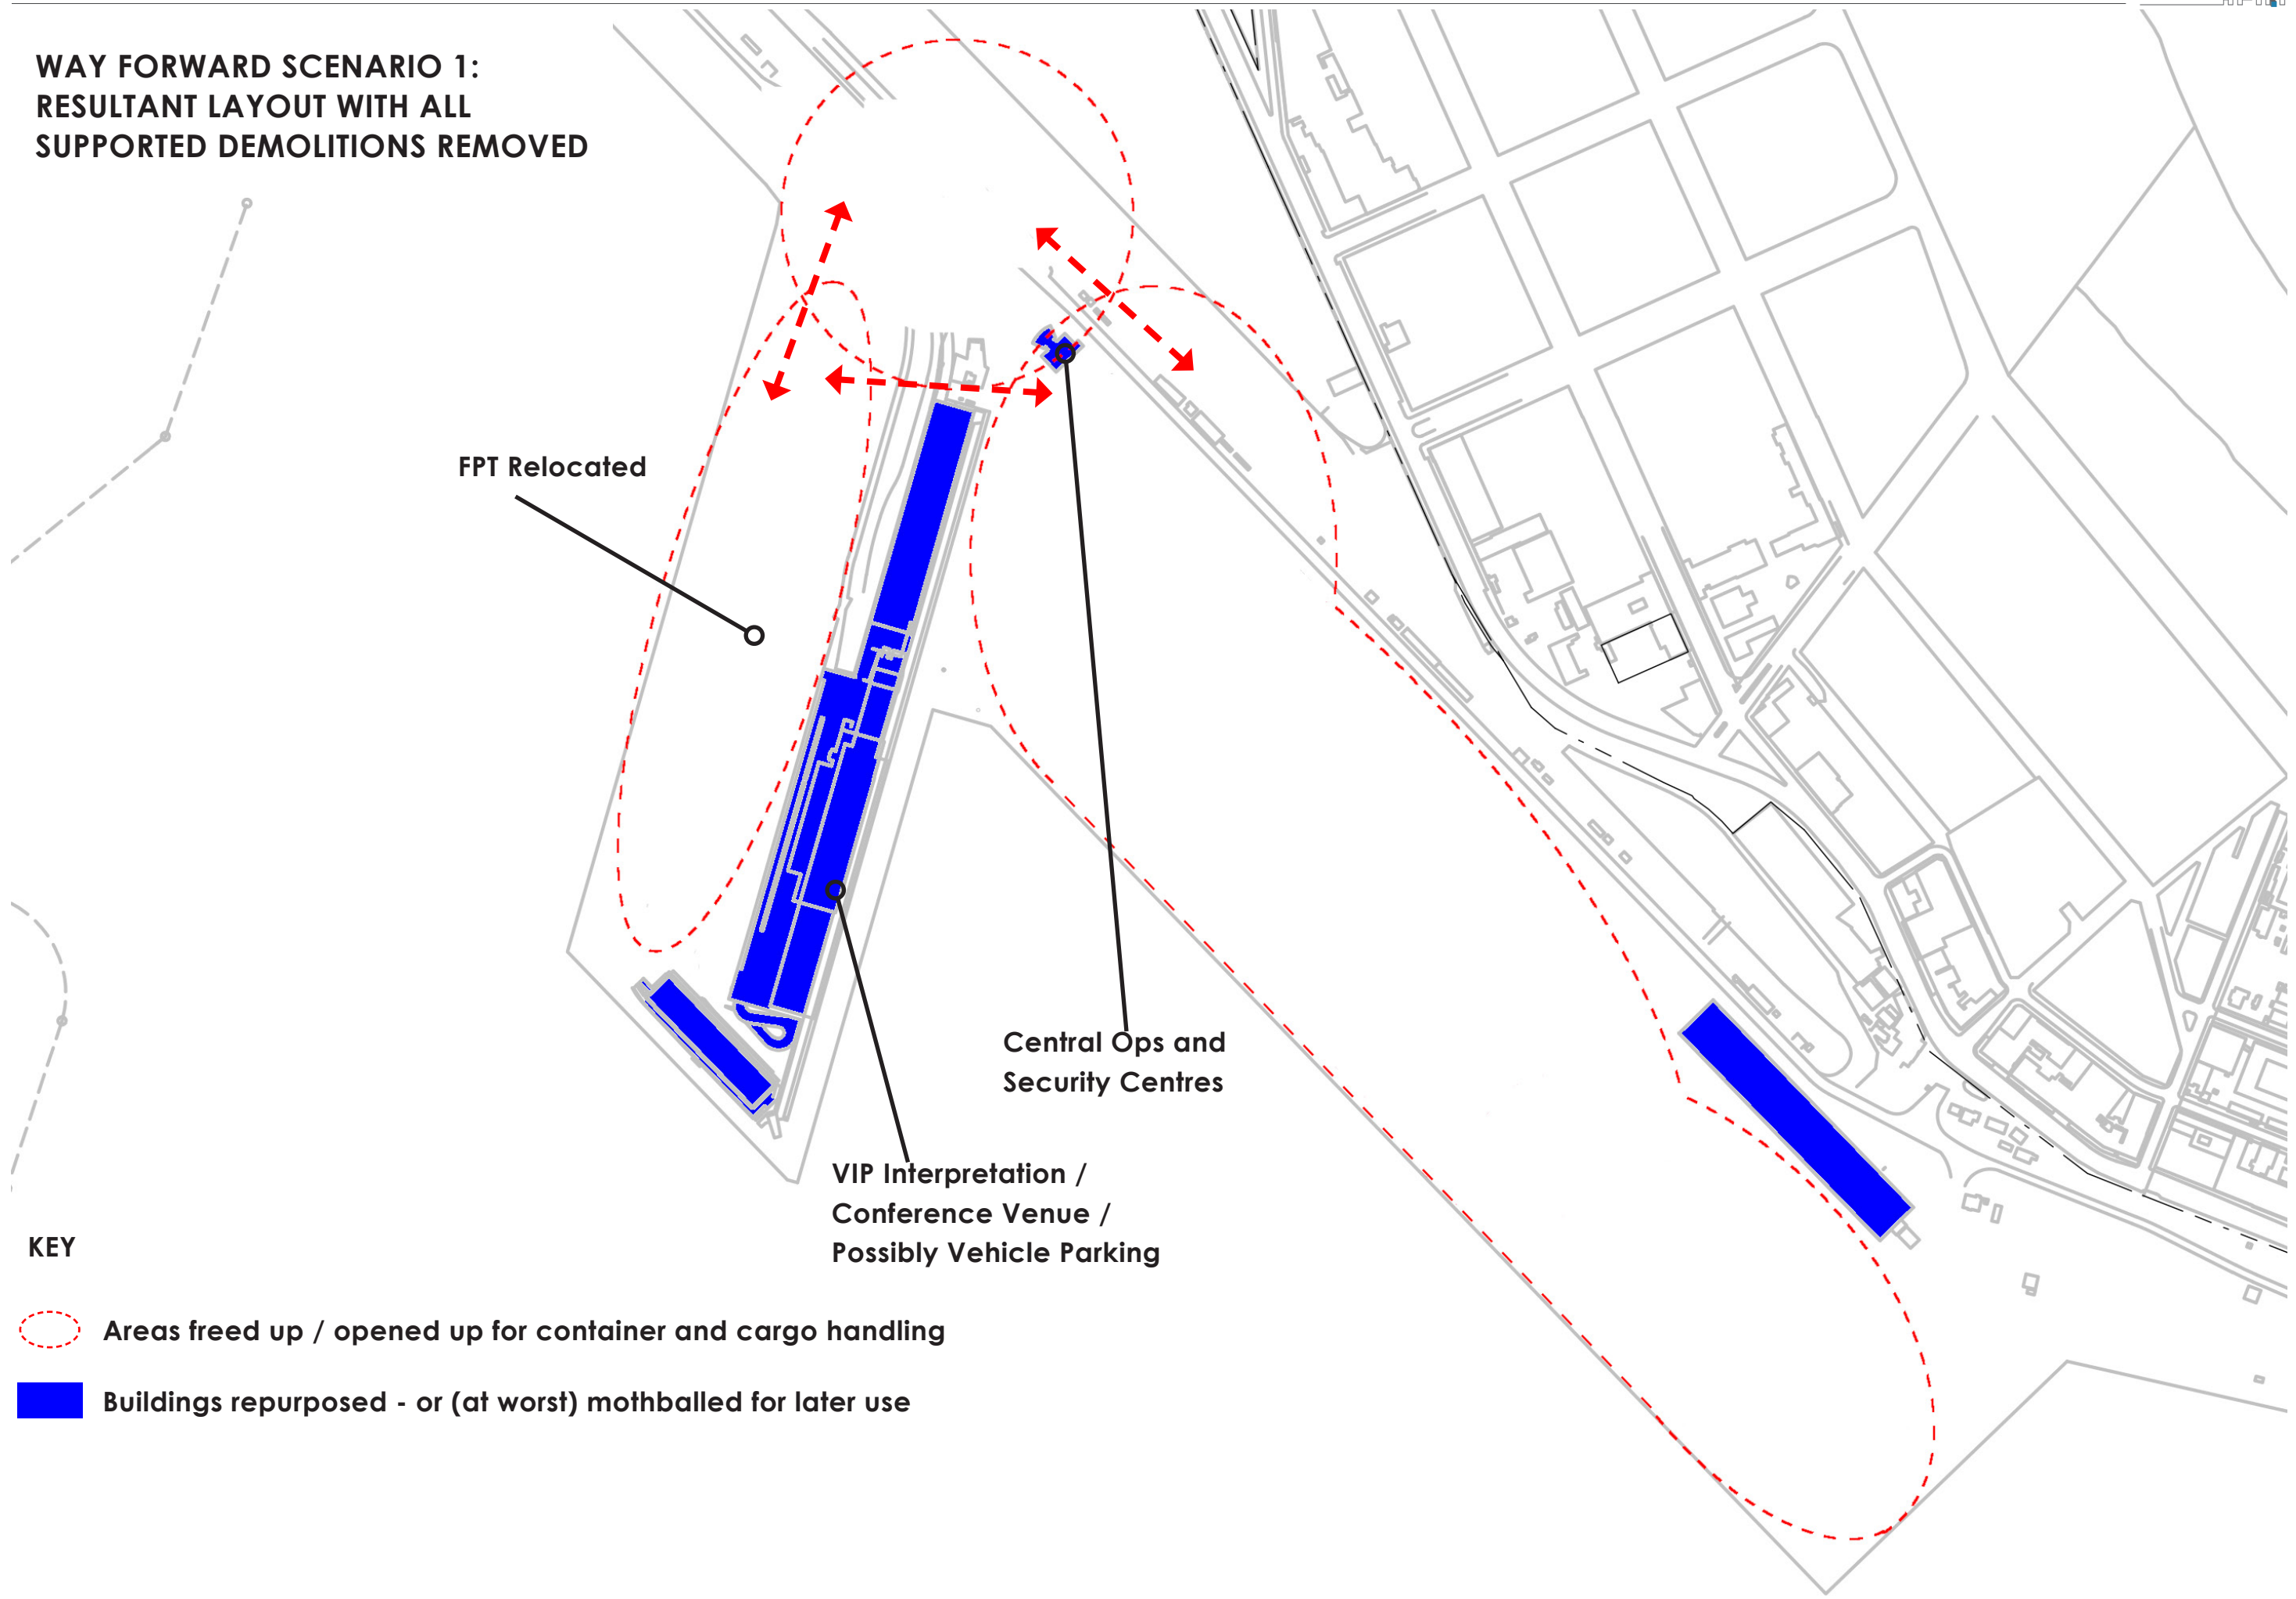 WAY FORWARD SCENARIO 1:
RESULTANT LAYOUT WITH ALL
SUPPORTED DEMOLITIONS REMOVED
FPT Relocated
Central Ops and
Security Centres
VIP Interpretation /
Conference Venue /
Possibly Vehicle Parking
KEY
Areas freed up / opened up for container and cargo handling
Buildings repurposed - or (at worst) mothballed for later use